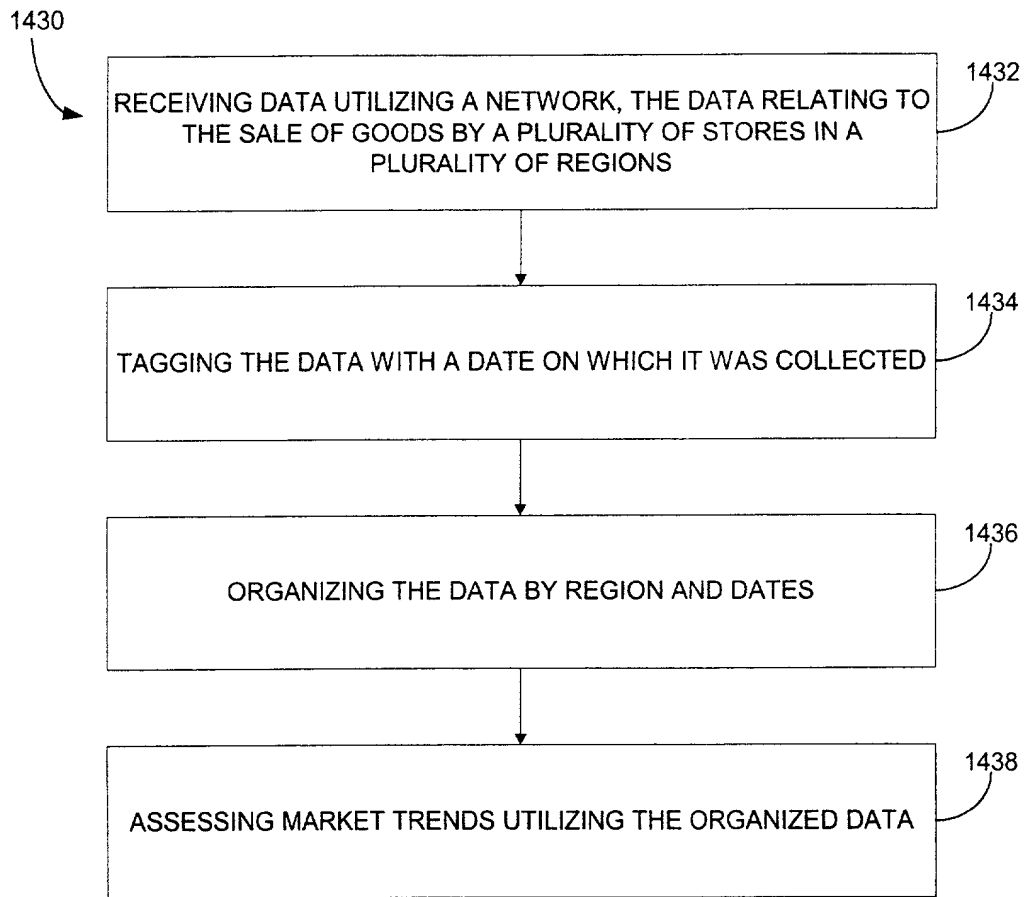 1430
1432
RECEIVING DATA UTILIZING A NETWORK, THE DATA RELATING TO
THE SALE OF GOODS BY A PLURALITY OF STORES IN A
PLURALITY OF REGIONS
1434
TAGGING THE DATA WITH A DATE ON WHICH IT WAS COLLECTED
1436
ORGANIZING THE DATA BY REGION AND DATES
1438
ASSESSING MARKET TRENDS UTILIZING THE ORGANIZED DATA